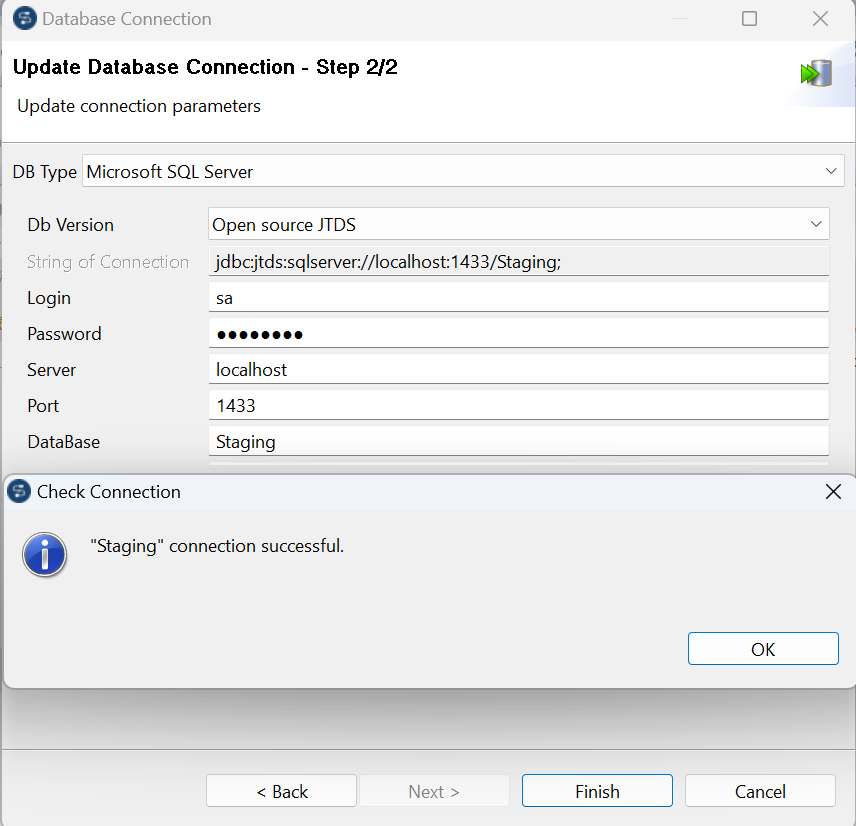 Database Connection
Update Database Connection - Step 2/2
Update connection parameters
DB Type Microsoft SQL Server
Db Version Open source JTDS
String of Connection jdbc:jtds:sqlserver://localhost:1433/Staging;
Login sa
Password ●●●●●●●●
Server localhost
Port 1433
DataBase Staging
Check Connection
"Staging" connection successful.
OK
< Back Next > Finish Cancel